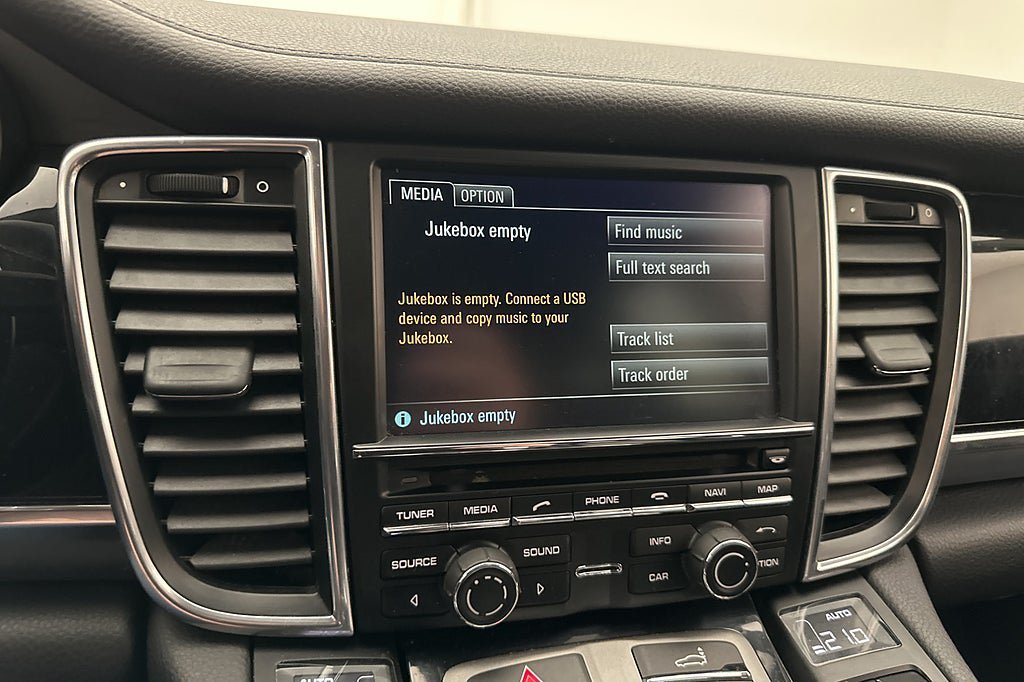 MEDIA OPTION
Jukebox empty
Find music
Full text search
Jukebox is empty. Connect a USB
device and copy music to your
Jukebox.
Track list
Track order
Jukebox empty
TUNER MEDIA PHONE NAVI MAP
SOURCE SOUND INFO
CAR TION
AUTO
21.0
AUTO